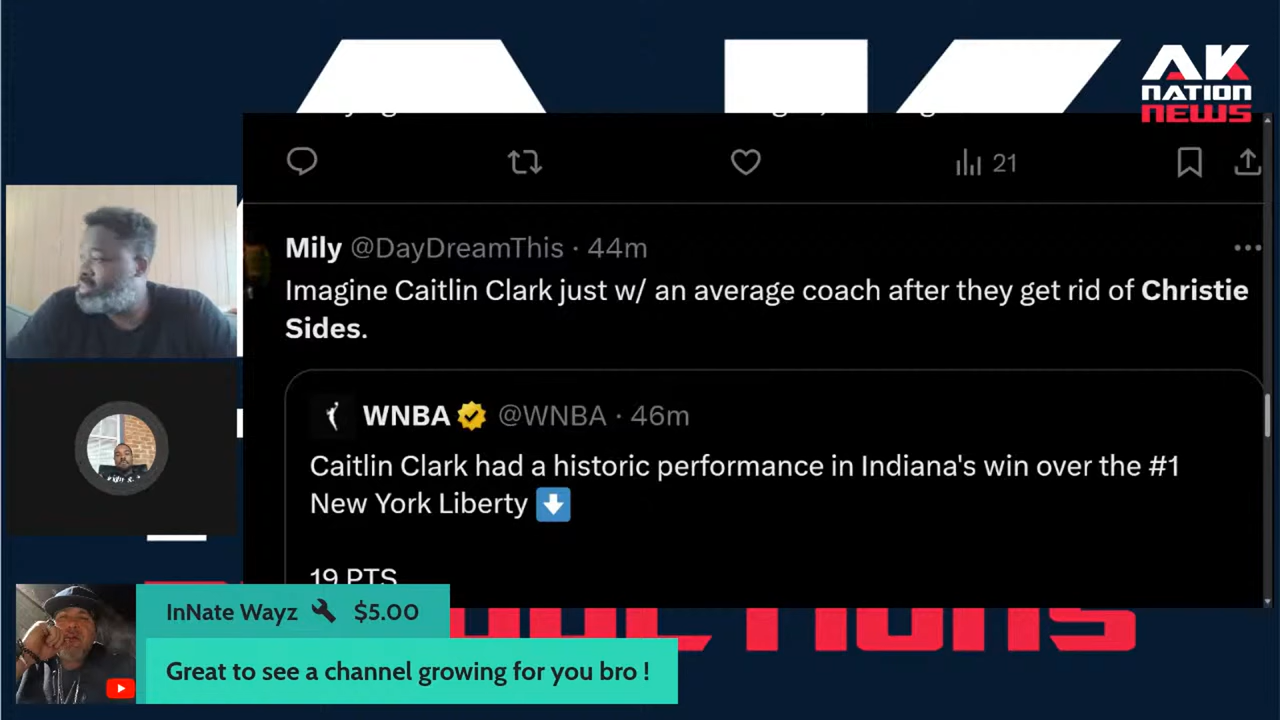 AK
NATION
NEWS
21
Mily @DayDreamThis · 44m
Imagine Caitlin Clark just w/ an average coach after they get rid of Christie
Sides.
WNBA @WNBA · 46m
Caitlin Clark had a historic performance in Indiana's win over the #1
New York Liberty
19 PTS
InNate Wayz $5.00
Great to see a channel growing for you bro !